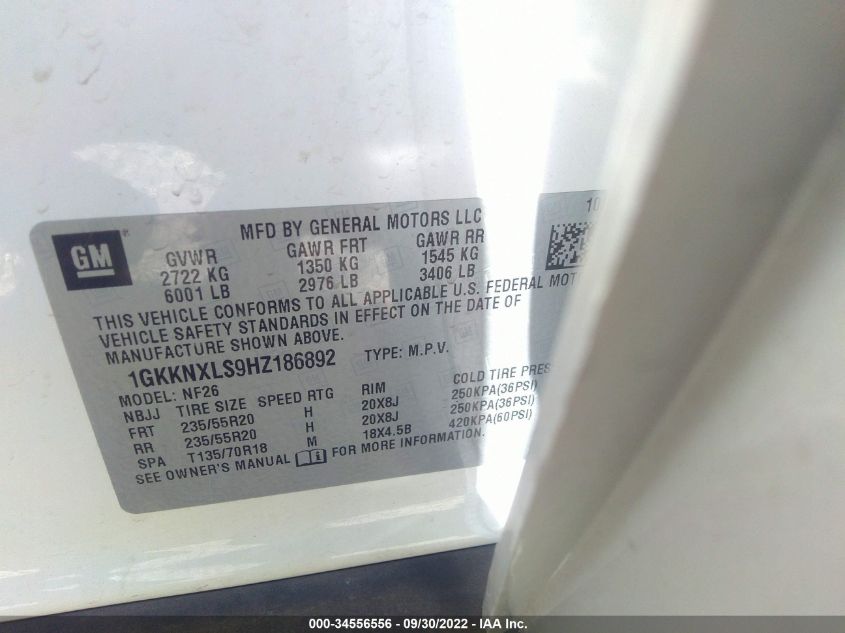 GM
MFD BY GENERAL MOTORS LLC
10
GVWR GAWR FRT GAWR RR
2722 KG 1350 KG 1545 KG
6001 LB 2976 LB 3406 LB
THIS VEHICLE CONFORMS TO ALL APPLICABLE U.S. FEDERAL MOT
VEHICLE SAFETY STANDARDS IN EFFECT ON THE DATE OF
MANUFACTURE SHOWN ABOVE.
1GKKNXLS9HZ186892 TYPE: M.P.V.
MODEL: NF26
NBJJ TIRE SIZE SPEED RTG RIM COLD TIRE PRES
FRT 235/55R20 H 20X8J 250KPA(36PSI)
RR 235/55R20 H 20X8J 250KPA(36PSI)
SPA T135/70R18 M 18X4.5B 420KPA(60PSI)
SEE OWNER'S MANUAL FOR MORE INFORMATION.
000-34556556 / 09/30/2022 / IAA Inc.